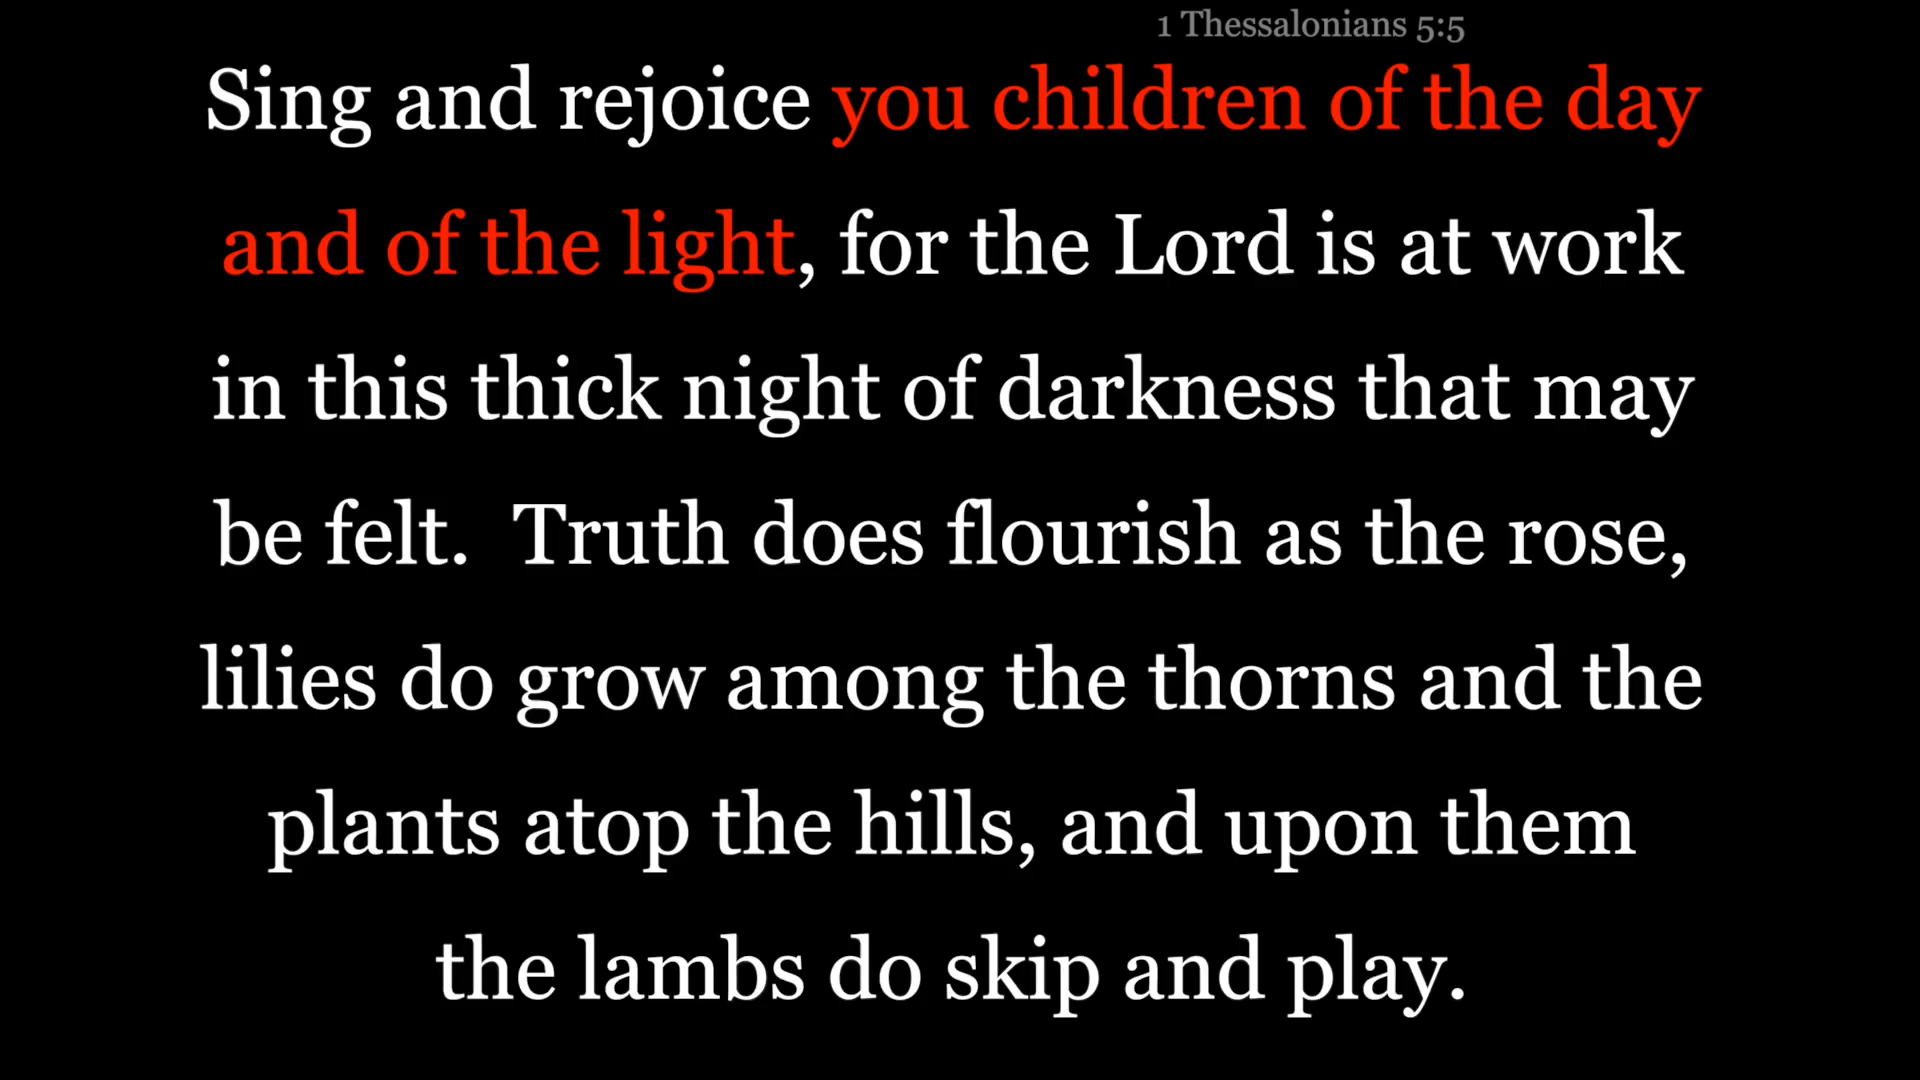 1 Thessalonians 5:5
Sing and rejoice you children of the day
and of the light, for the Lord is at work
in this thick night of darkness that may
be felt.  Truth does flourish as the rose,
lilies do grow among the thorns and the
plants atop the hills, and upon them
the lambs do skip and play.